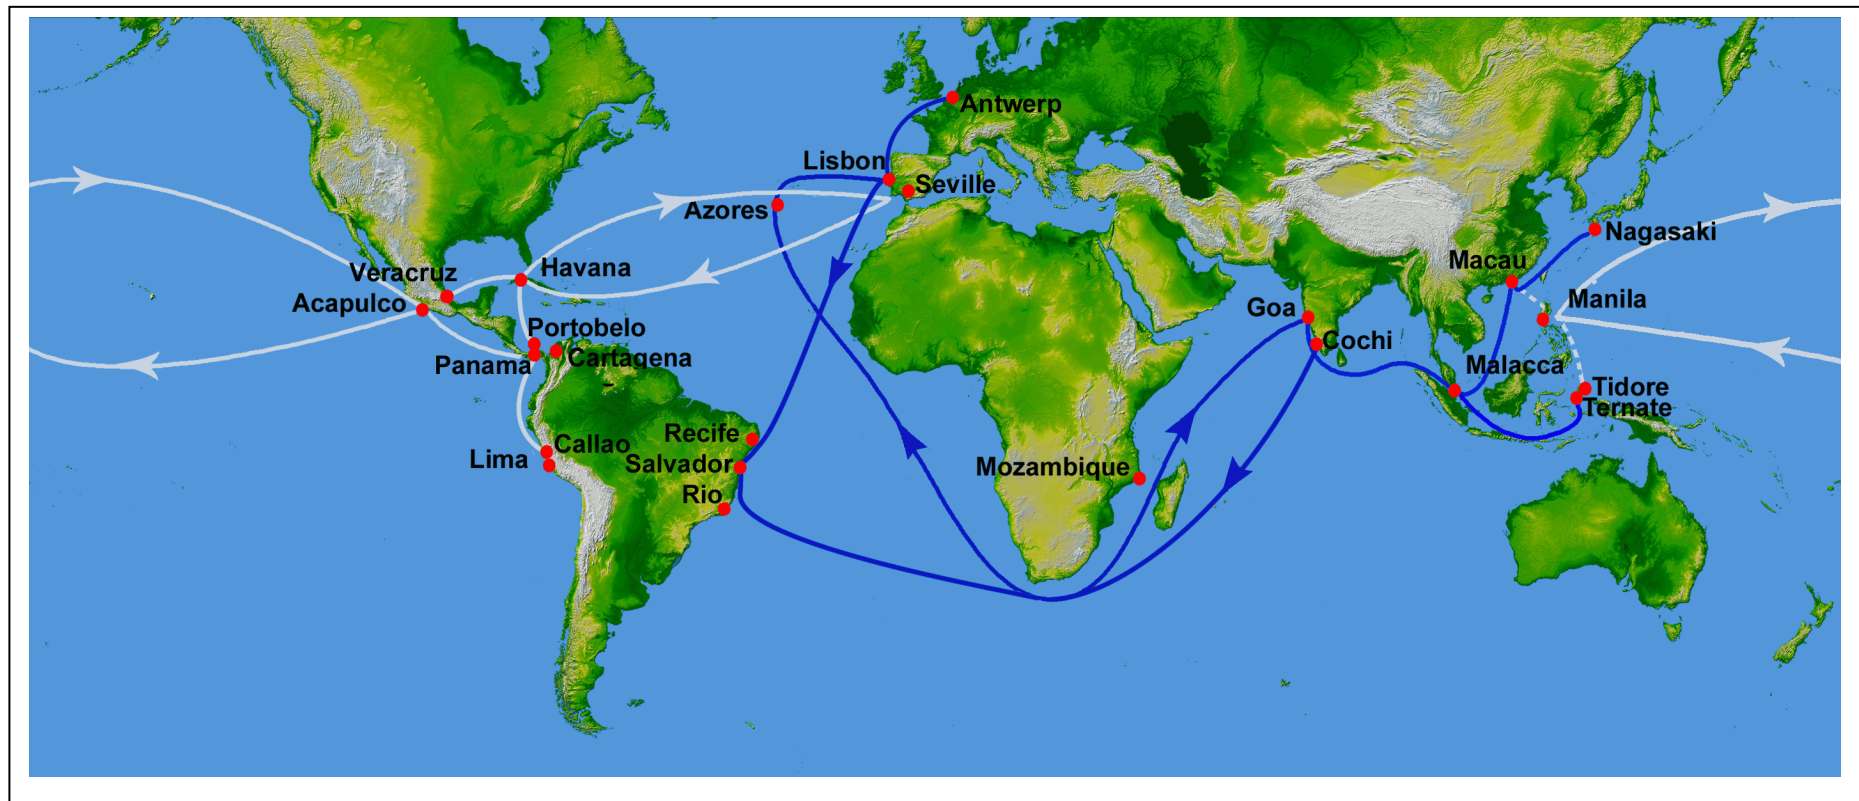 Antwerp
Lisbon
Seville
Azores
Nagasaki
Macau
Veracruz
Havana
Acapulco
Manila
Goa
Portobelo
Cochi
Panama
Cartagena
Malacca
Tidore
Ternate
Recife
Callao
Lima
Salvador
Mozambique
Rio